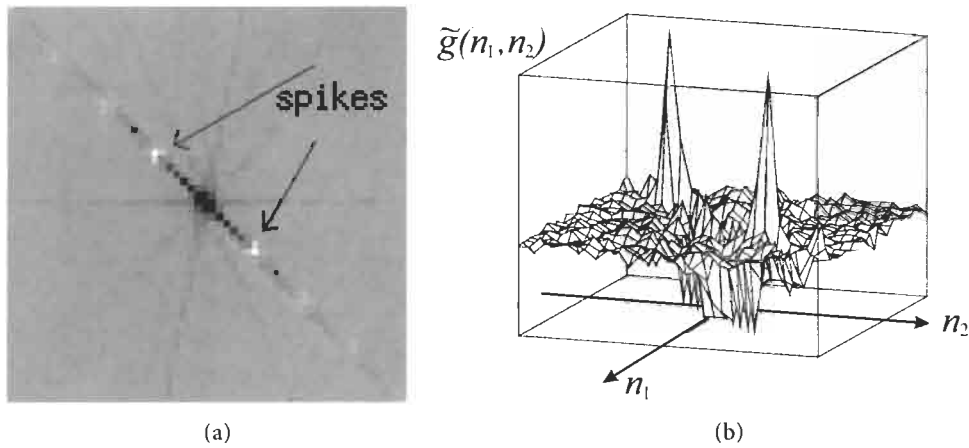 spikes
g̃(n₁,n₂)
n₂
n₁
(a)
(b)